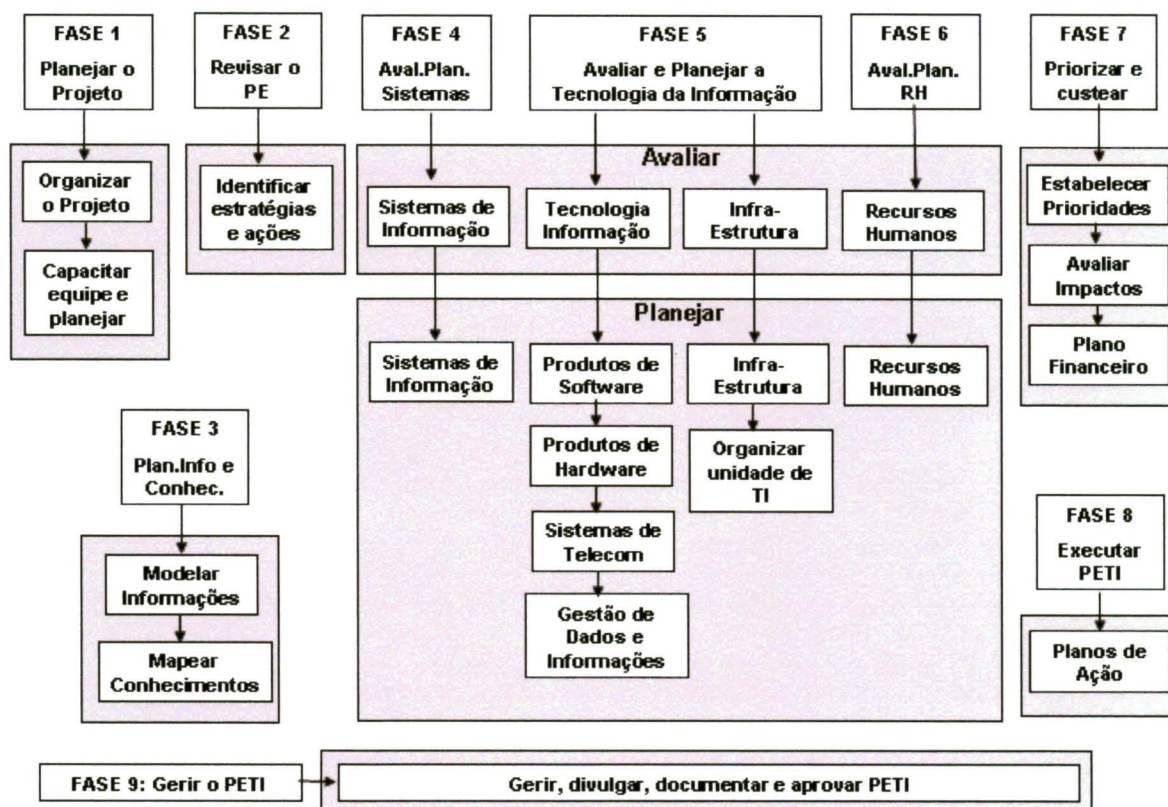 FASE 1
Planejar o
Projeto
Organizar
o Projeto
Capacitar
equipe e
planejar
FASE 2
Revisar o
PE
Identificar
estratégias
e ações
FASE 3
Plan.Info e
Conhec.
Modelar
Informações
Mapear
Conhecimentos
FASE 4
Aval.Plan.
Sistemas
FASE 5
Avaliar e Planejar a
Tecnologia da Informação
FASE 6
Aval.Plan.
RH
Avaliar
Sistemas de
Informação
Tecnologia
Informação
Infra-
Estrutura
Recursos
Humanos
Planejar
Sistemas de
Informação
Produtos de
Software
Produtos de
Hardware
Sistemas de
Telecom
Gestão de
Dados e
Informações
Infra-
Estrutura
Organizar
unidade de
TI
Recursos
Humanos
FASE 7
Priorizar e
custear
Estabelecer
Prioridades
Avaliar
Impactos
Plano
Financeiro
FASE 8
Executar
PETI
Planos de
Ação
FASE 9: Gerir o PETI
Gerir, divulgar, documentar e aprovar PETI